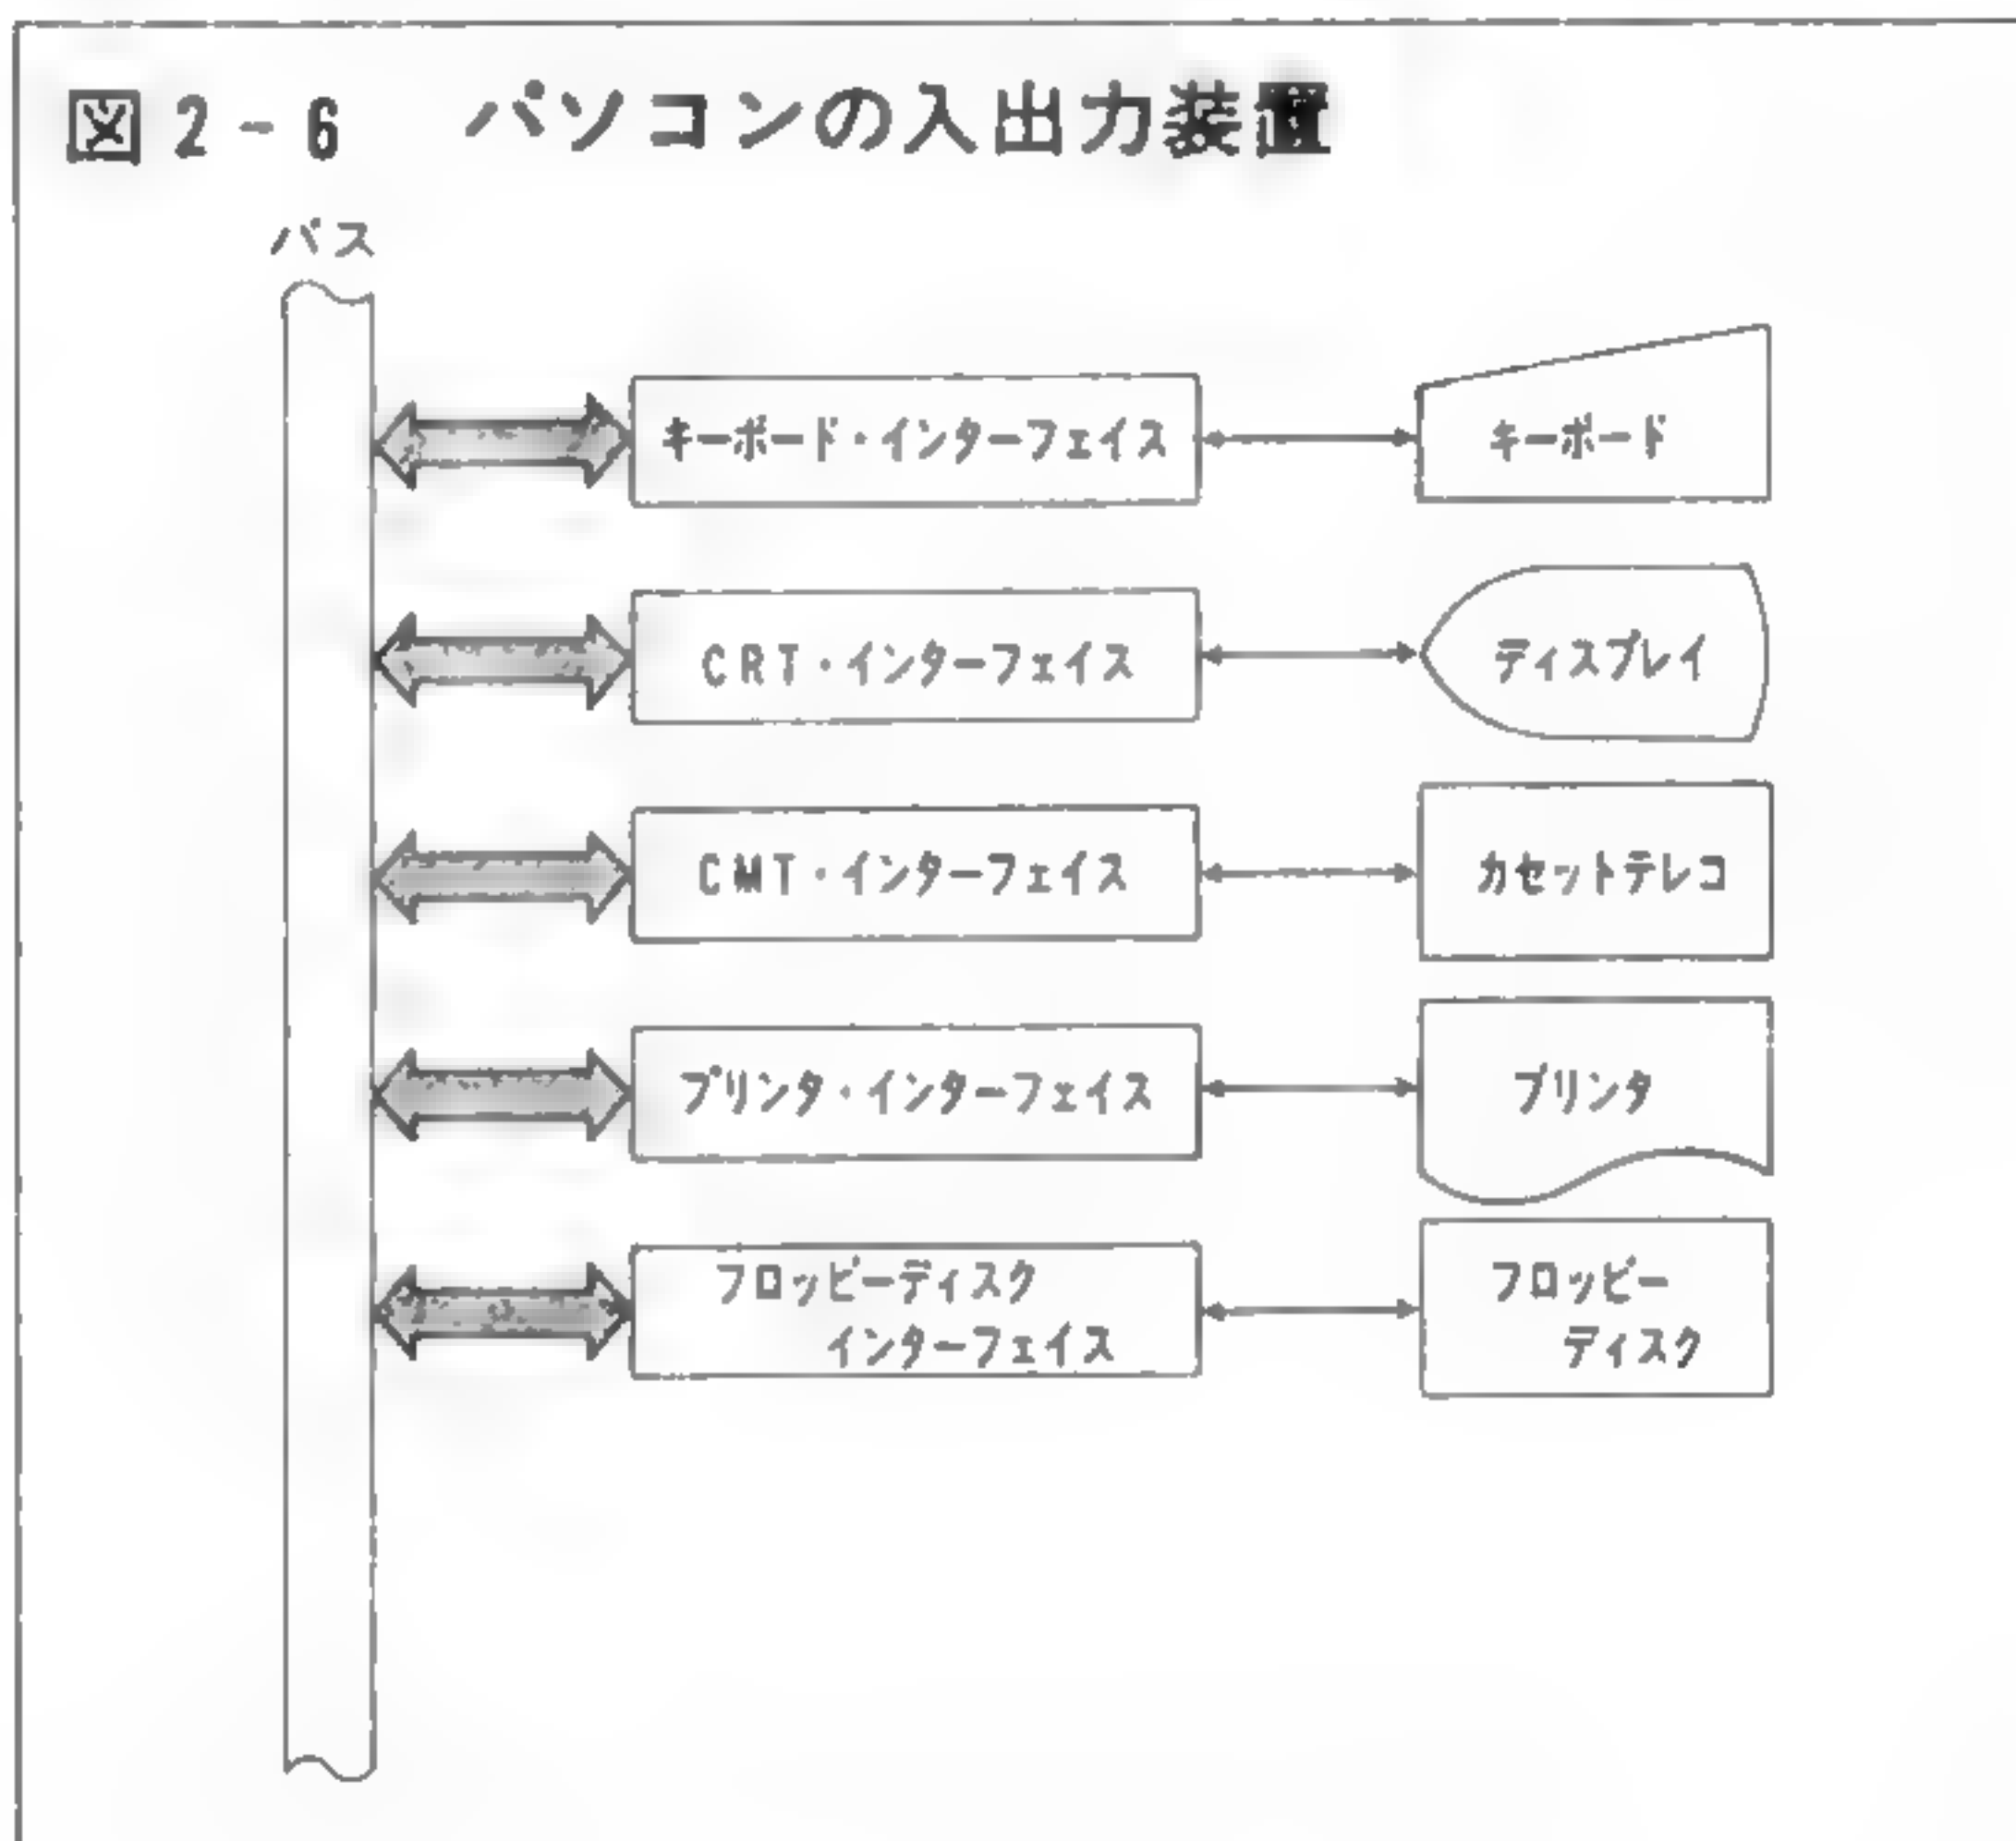 図2-6 パソコンの入出力装置
バス
キーボード・インターフェイス
キーボード
CRT・インターフェイス
ディスプレイ
CMT・インターフェイス
カセットテレコ
プリンタ・インターフェイス
プリンタ
フロッピーディスク
インターフェイス
フロッピー
ディスク